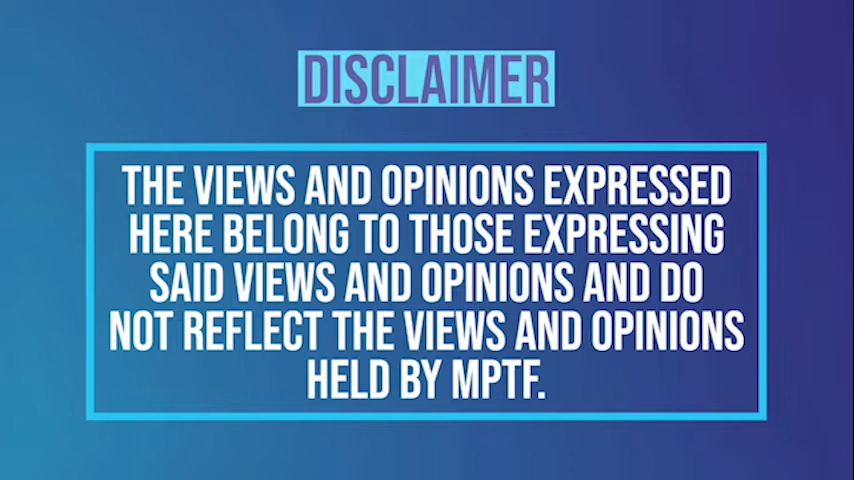 DISCLAIMER
THE VIEWS AND OPINIONS EXPRESSED
HERE BELONG TO THOSE EXPRESSING
SAID VIEWS AND OPINIONS AND DO
NOT REFLECT THE VIEWS AND OPINIONS
HELD BY MPTF.